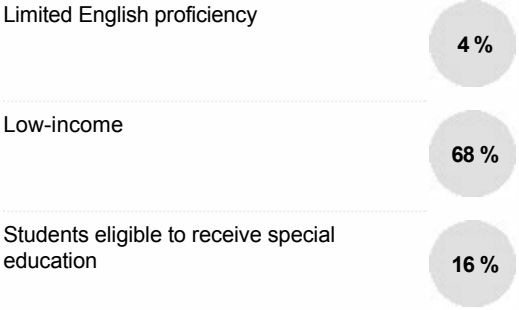 Limited English proficiency
4 %
Low-income
68 %
Students eligible to receive special
education
16 %